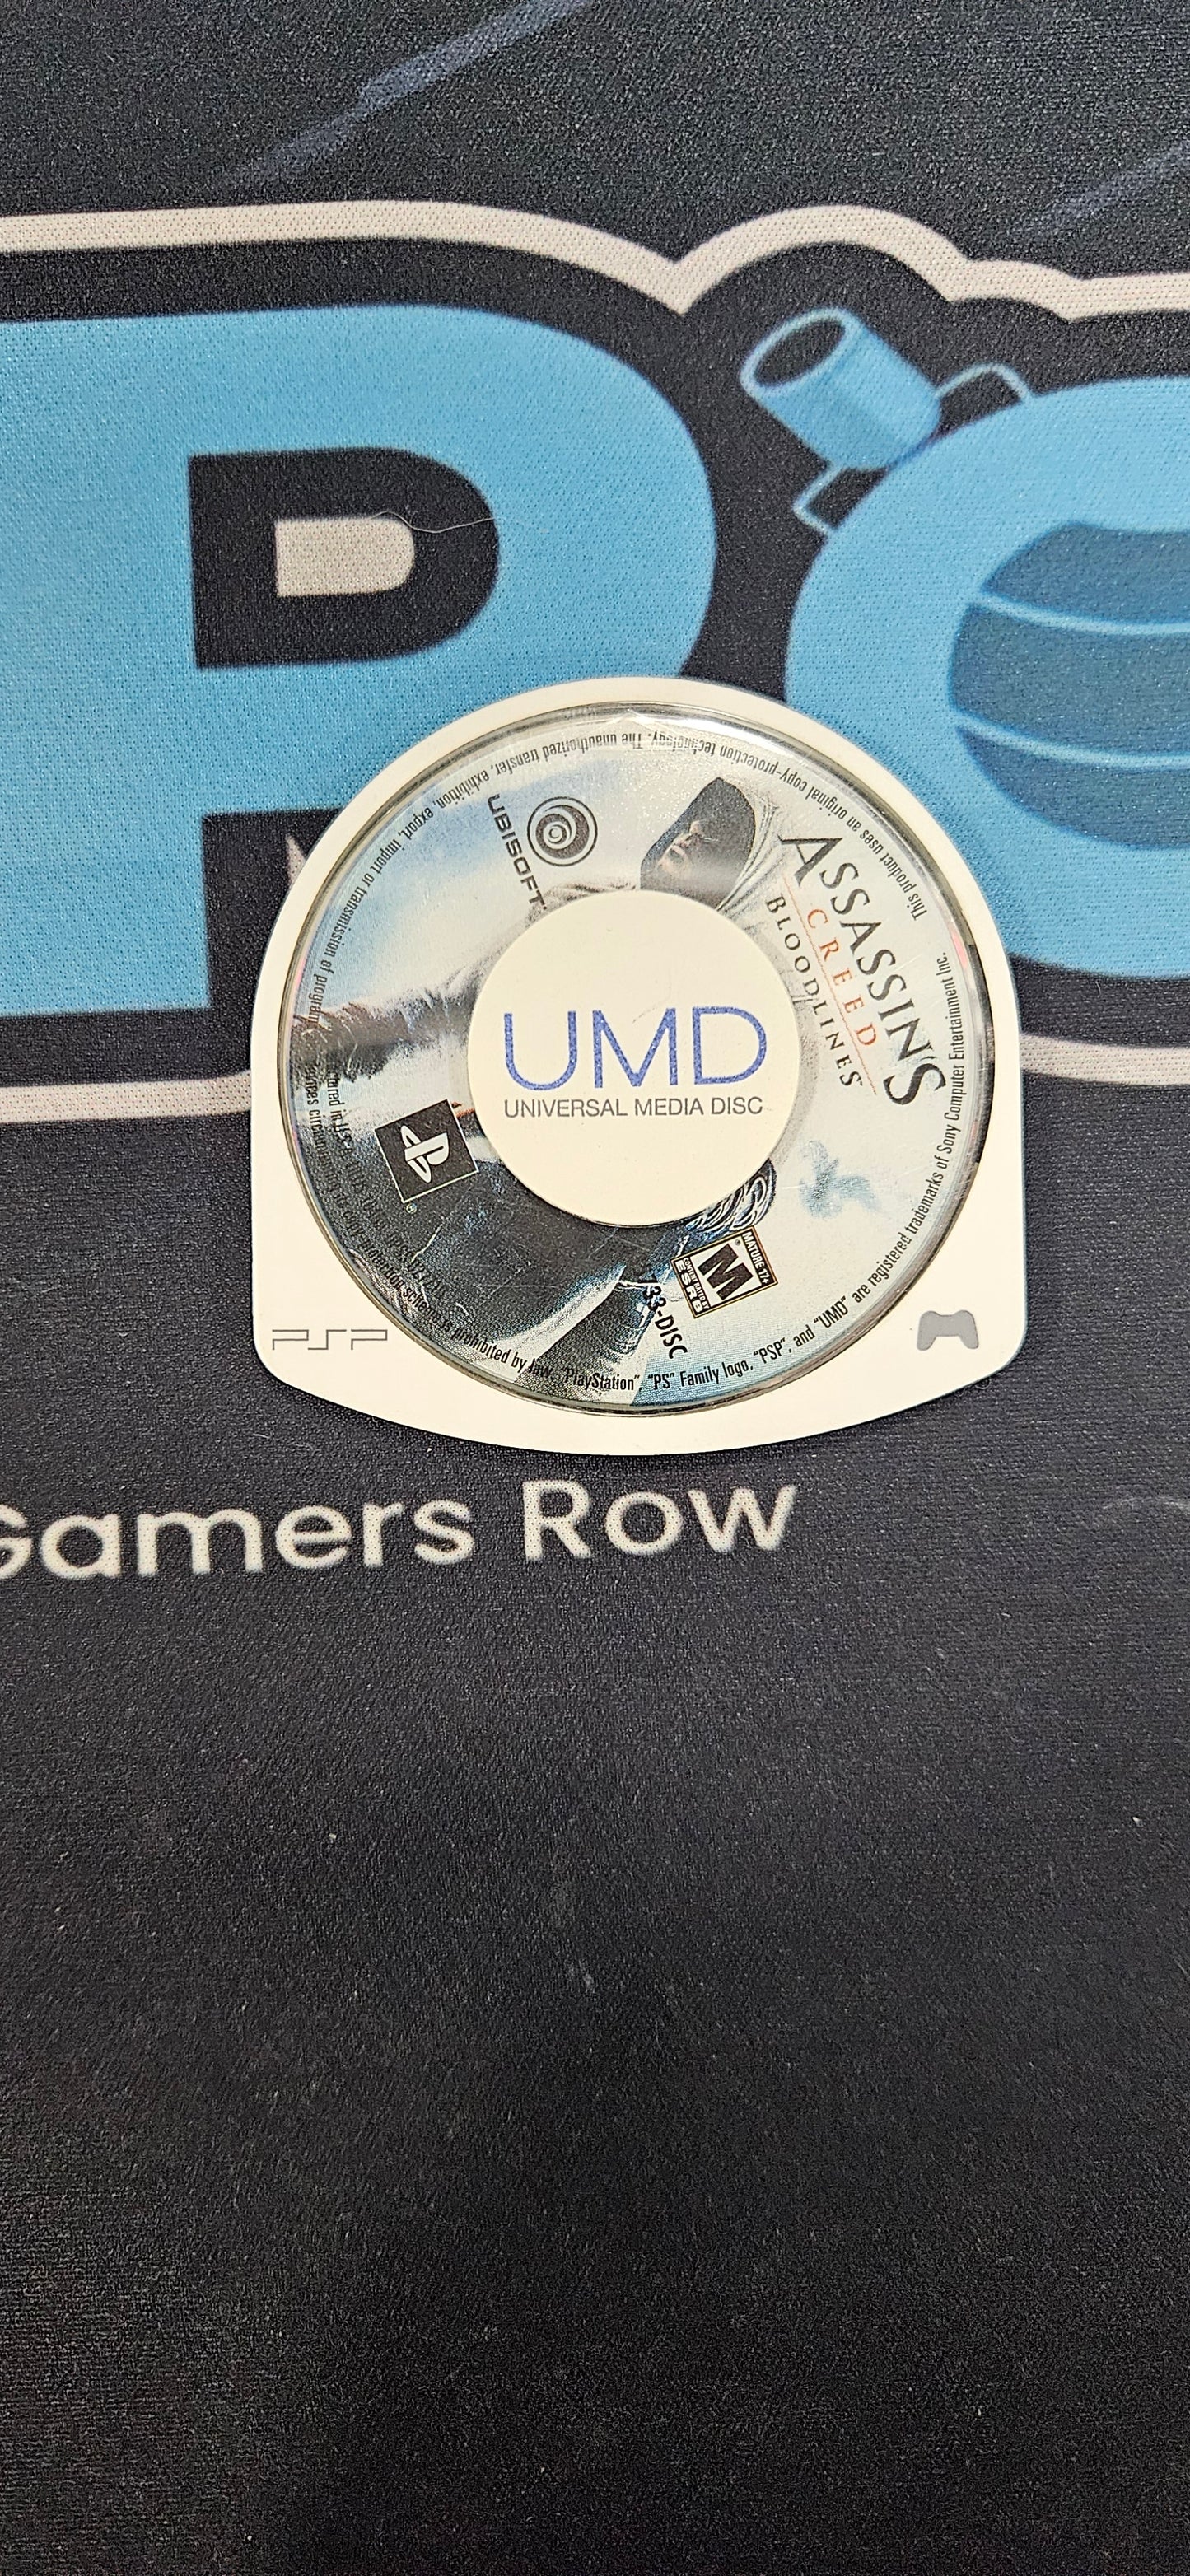 This product uses an original copy-protection technology. The unauthorized transfer, exhibition, export, import or transmission of programs
prohibited by law. "PlayStation" "PS" Family logo, "PSP", and "UMD" are registered trademarks of Sony Computer Entertainment Inc.
UBISOFT
ASSASSIN'S
CREED
BLOODLINES
UMD
UNIVERSAL MEDIA DISC
MATURE 17+
M
ESRB
733-DISC
PSP
Gamers Row